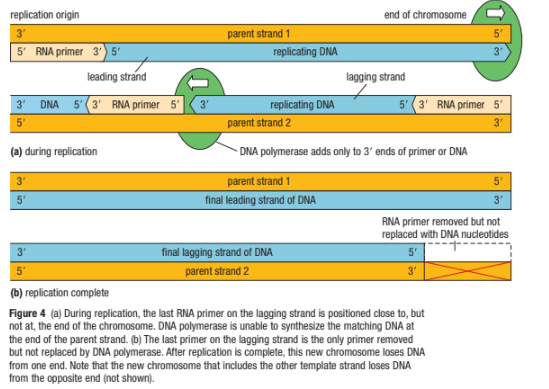 replication origin
end of chromosome
3′ parent strand 1 5′
5′ RNA primer 3′ 5′ replicating DNA 3′
leading strand
lagging strand
3′ DNA 5′ 3′ RNA primer 5′ 3′ replicating DNA 5′ 3′ RNA primer 5′
5′ parent strand 2
(a) during replication
DNA polymerase adds only to 3′ ends of primer or DNA
3′ parent strand 1 5′
5′ final leading strand of DNA 3′
RNA primer removed but not
replaced with DNA nucleotides
3′ final lagging strand of DNA 5′
5′ parent strand 2 3′
(b) replication complete
Figure 4 (a) During replication, the last RNA primer on the lagging strand is positioned close to, but
not at, the end of the chromosome. DNA polymerase is unable to synthesize the matching DNA at
the end of the parent strand. (b) The last primer on the lagging strand is the only primer removed
but not replaced by DNA polymerase. After replication is complete, this new chromosome loses DNA
from one end. Note that the new chromosome that includes the other template strand loses DNA
from the opposite end (not shown).